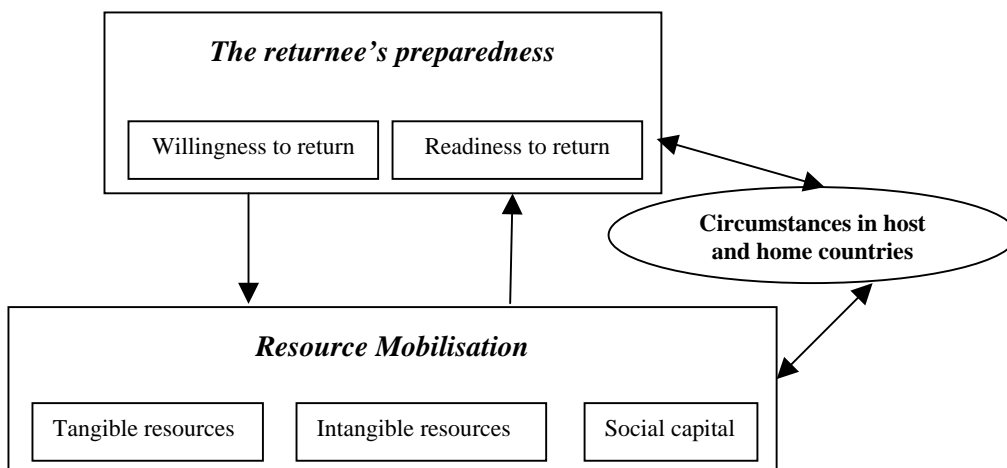 The returnee’s preparedness
Willingness to return
Readiness to return
Circumstances in host
and home countries
Resource Mobilisation
Tangible resources
Intangible resources
Social capital